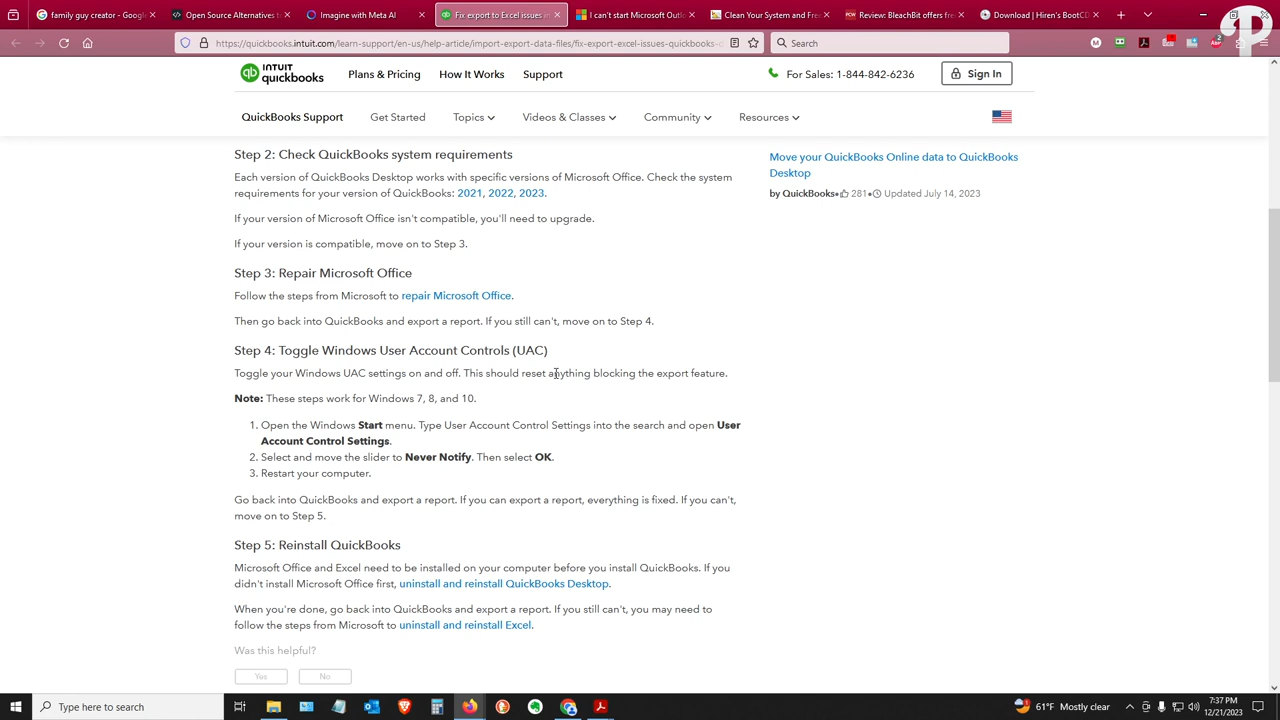 family guy creator - Google
Open Source Alternatives to
Imagine with Meta AI
Fix export to Excel issues in
I can't start Microsoft Outl
Clean Your System and Free
Review: BleachBit offers fre
Download | Hiren's BootCD
https://quickbooks.intuit.com/learn-support/en-us/help-article/import-export-data-files/fix-export-excel-issues-quickbooks-d
Search
INTUIT
quickbooks
Plans & Pricing
How It Works
Support
For Sales: 1-844-842-6236
Sign In
QuickBooks Support
Get Started
Topics
Videos & Classes
Community
Resources
Step 2: Check QuickBooks system requirements
Each version of QuickBooks Desktop works with specific versions of Microsoft Office. Check the system
requirements for your version of QuickBooks: 2021, 2022, 2023.
If your version of Microsoft Office isn't compatible, you'll need to upgrade.
If your version is compatible, move on to Step 3.
Step 3: Repair Microsoft Office
Follow the steps from Microsoft to repair Microsoft Office.
Then go back into QuickBooks and export a report. If you still can't, move on to Step 4.
Step 4: Toggle Windows User Account Controls (UAC)
Toggle your Windows UAC settings on and off. This should reset anything blocking the export feature.
Note: These steps work for Windows 7, 8, and 10.
1. Open the Windows Start menu. Type User Account Control Settings into the search and open User
Account Control Settings.
2. Select and move the slider to Never Notify. Then select OK.
3. Restart your computer.
Go back into QuickBooks and export a report. If you can export a report, everything is fixed. If you can't,
move on to Step 5.
Step 5: Reinstall QuickBooks
Microsoft Office and Excel need to be installed on your computer before you install QuickBooks. If you
didn't install Microsoft Office first, uninstall and reinstall QuickBooks Desktop.
When you're done, go back into QuickBooks and export a report. If you still can't, you may need to
follow the steps from Microsoft to uninstall and reinstall Excel.
Was this helpful?
Yes
No
Move your QuickBooks Online data to QuickBooks
Desktop
by QuickBooks• 281• Updated July 14, 2023
Type here to search
61°F Mostly clear
7:37 PM
12/21/2023